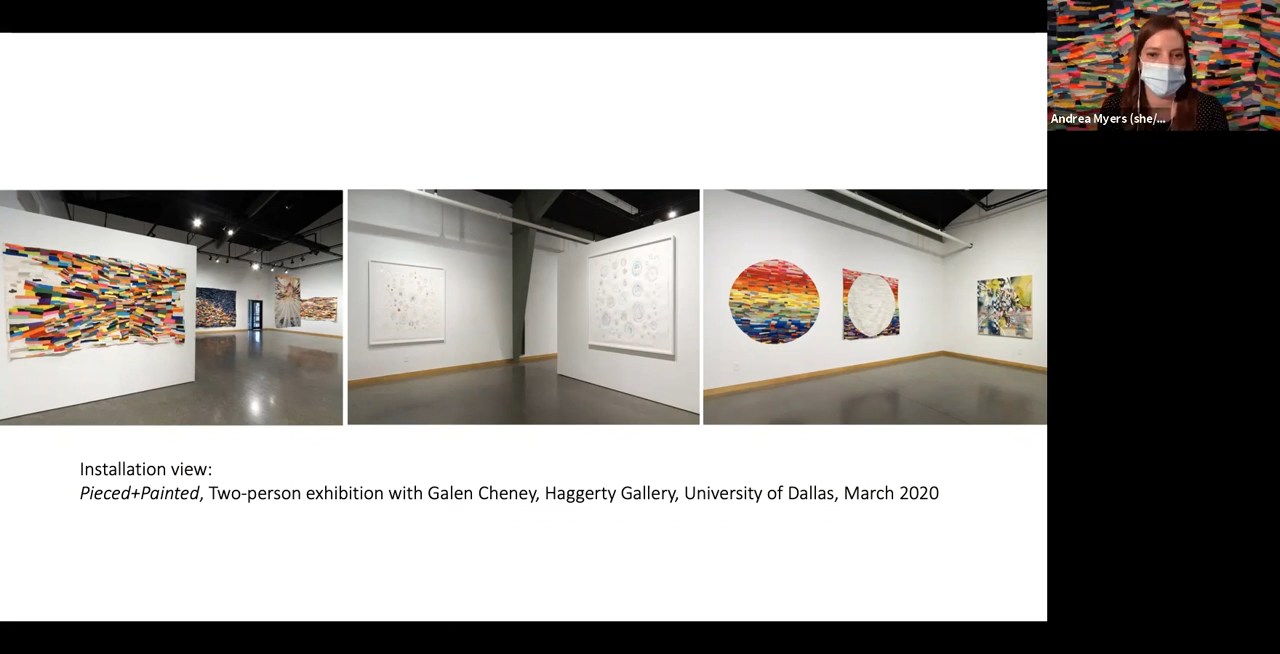 Andrea Myers (she/...
Installation view:
Pieced+Painted, Two-person exhibition with Galen Cheney, Haggerty Gallery, University of Dallas, March 2020